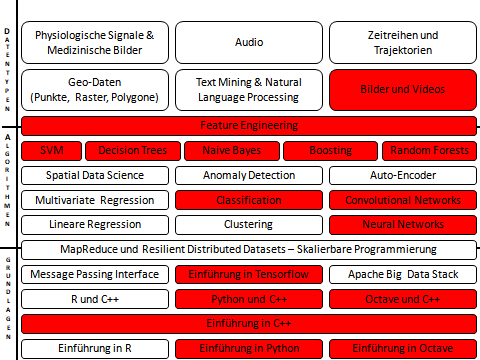 DATENTYPEN
Physiologische Signale &
Medizinische Bilder
Audio
Zeitreihen und
Trajektorien
Geo-Daten
(Punkte, Raster, Polygone)
Text Mining & Natural
Language Processing
Bilder und Videos
ALGORITHMEN
Feature Engineering
SVM
Decision Trees
Naive Bayes
Boosting
Random Forests
Spatial Data Science
Anomaly Detection
Auto-Encoder
Multivariate Regression
Classification
Convolutional Networks
Lineare Regression
Clustering
Neural Networks
GRUNDLAGEN
MapReduce und Resilient Distributed Datasets – Skalierbare Programmierung
Message Passing Interface
Einführung in Tensorflow
Apache Big Data Stack
R und C++
Python und C++
Octave und C++
Einführung in C++
Einführung in R
Einführung in Python
Einführung in Octave